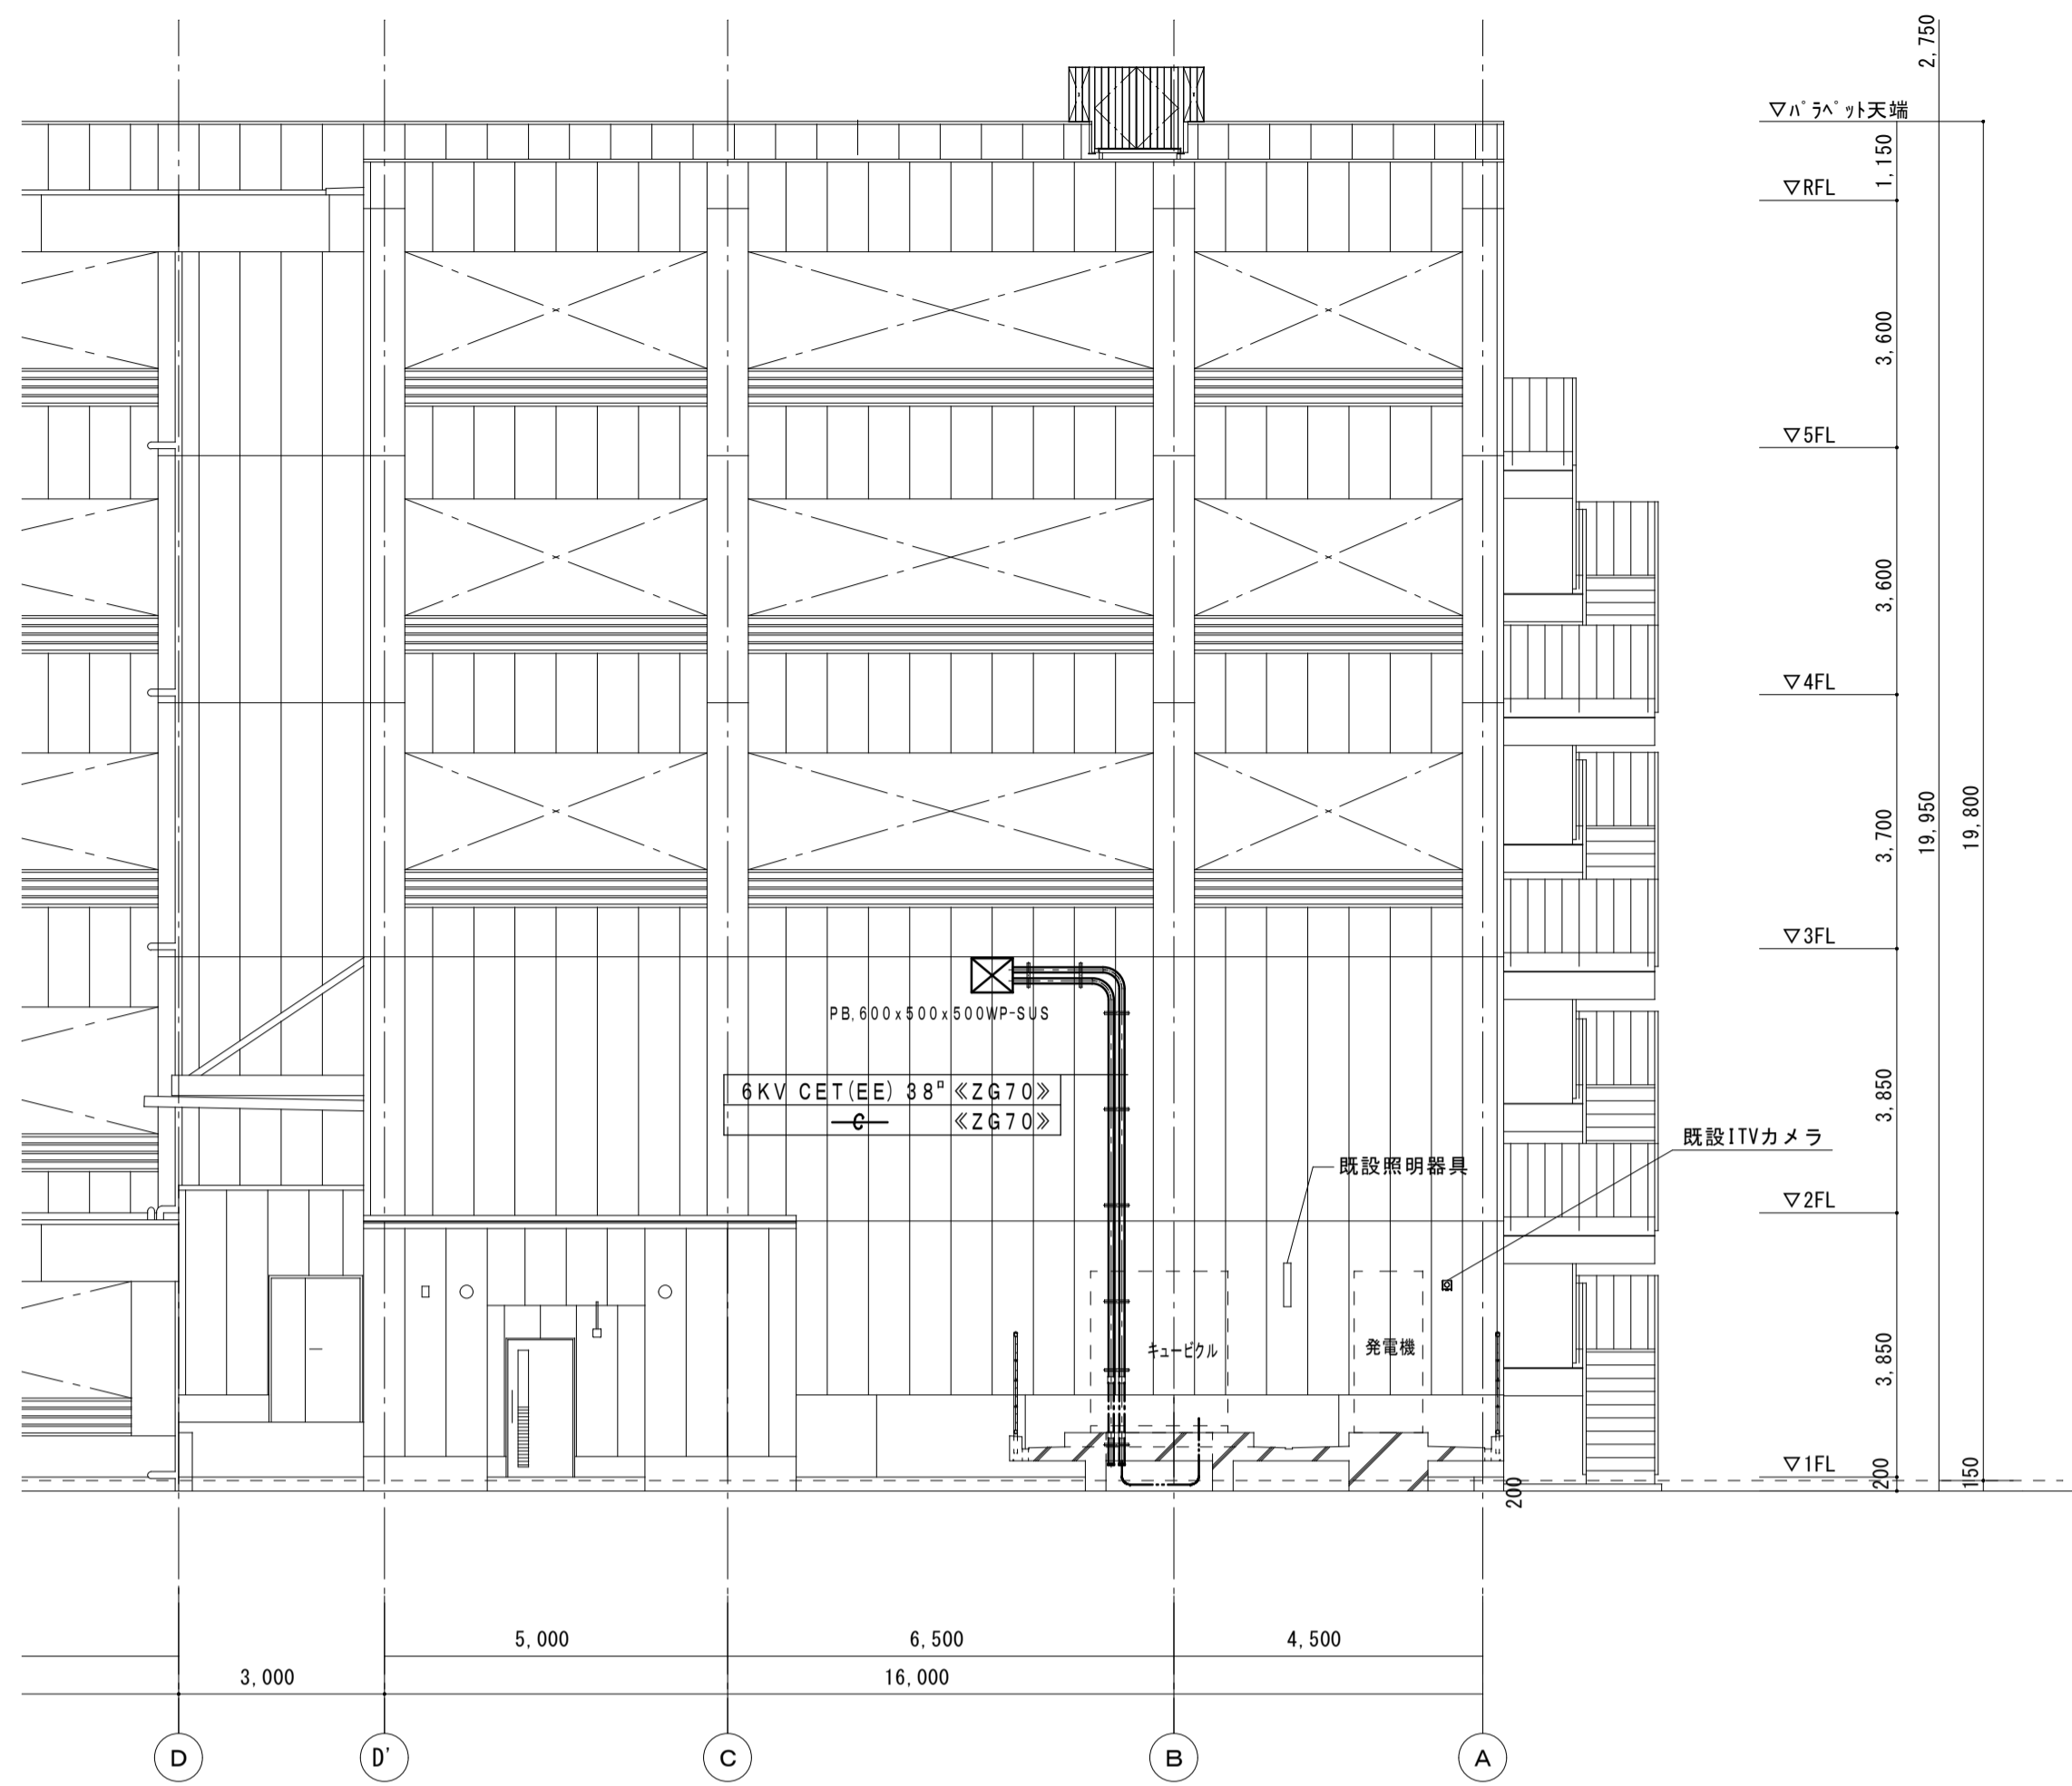 2,750
▽パラペット天端
1,150
▽RFL
3,600
▽5FL
3,600
▽4FL
3,700
19,950
19,800
▽3FL
PB,600x500x500WP-SUS
6KV CET(EE) 38□ 《ZG70》
C 《ZG70》
3,850
既設ITVカメラ
既設照明器具
▽2FL
キュービクル
発電機
3,850
▽1FL
200
150
200
5,000
6,500
4,500
3,000
16,000
D
D'
C
B
A